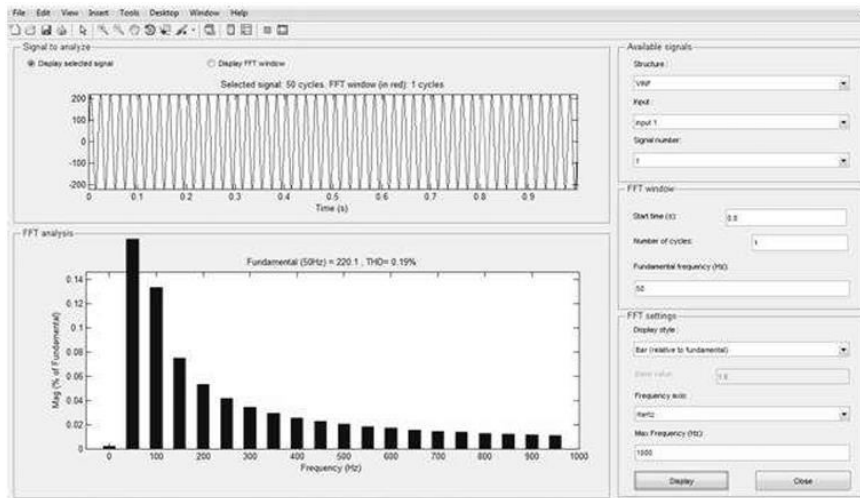 File Edit View Insert Tools Desktop Window Help
Signal to analyze
Display selected signal
Display FFT window
Selected signal: 50 cycles. FFT window (in red): 1 cycles
200
100
0
-100
-200
0 0.1 0.2 0.3 0.4 0.5 0.6 0.7 0.8 0.9
Time (s)
FFT analysis
Fundamental (50Hz) = 220.1 , THD= 0.19%
0.14
0.12
0.1
0.08
0.06
0.04
0.02
0
Mag (% of Fundamental)
0 100 200 300 400 500 600 700 800 900 1000
Frequency (Hz)
Available signals
Structure :
Input :
input 1
Signal number:
1
FFT window
Start time (s):
Number of cycles:
1
Fundamental frequency (Hz):
50
FFT settings
Display style :
Bar (relative to fundamental)
Base value:
1.0
Frequency axis:
Hertz
Max Frequency (Hz):
1000
Display
Close